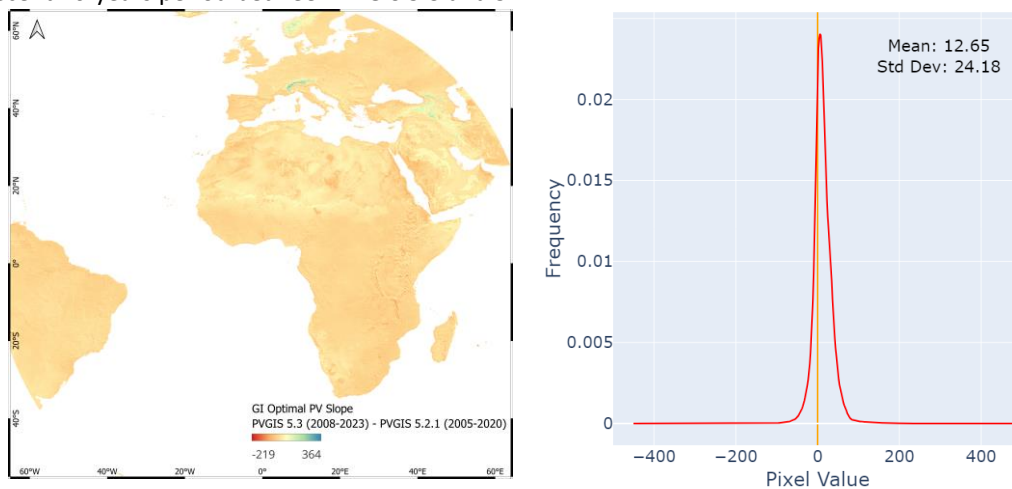 60°N
40°N
20°N
0°
20°S
40°S
GI Optimal PV Slope
PVGIS 5.3 (2008-2023) - PVGIS 5.2.1 (2005-2020)
-219 364
60°W 40°W 20°W 0° 20°E 40°E 60°E
Mean: 12.65
Std Dev: 24.18
Frequency
0.02
0.015
0.01
0.005
0
−400 −200 0 200 400
Pixel Value